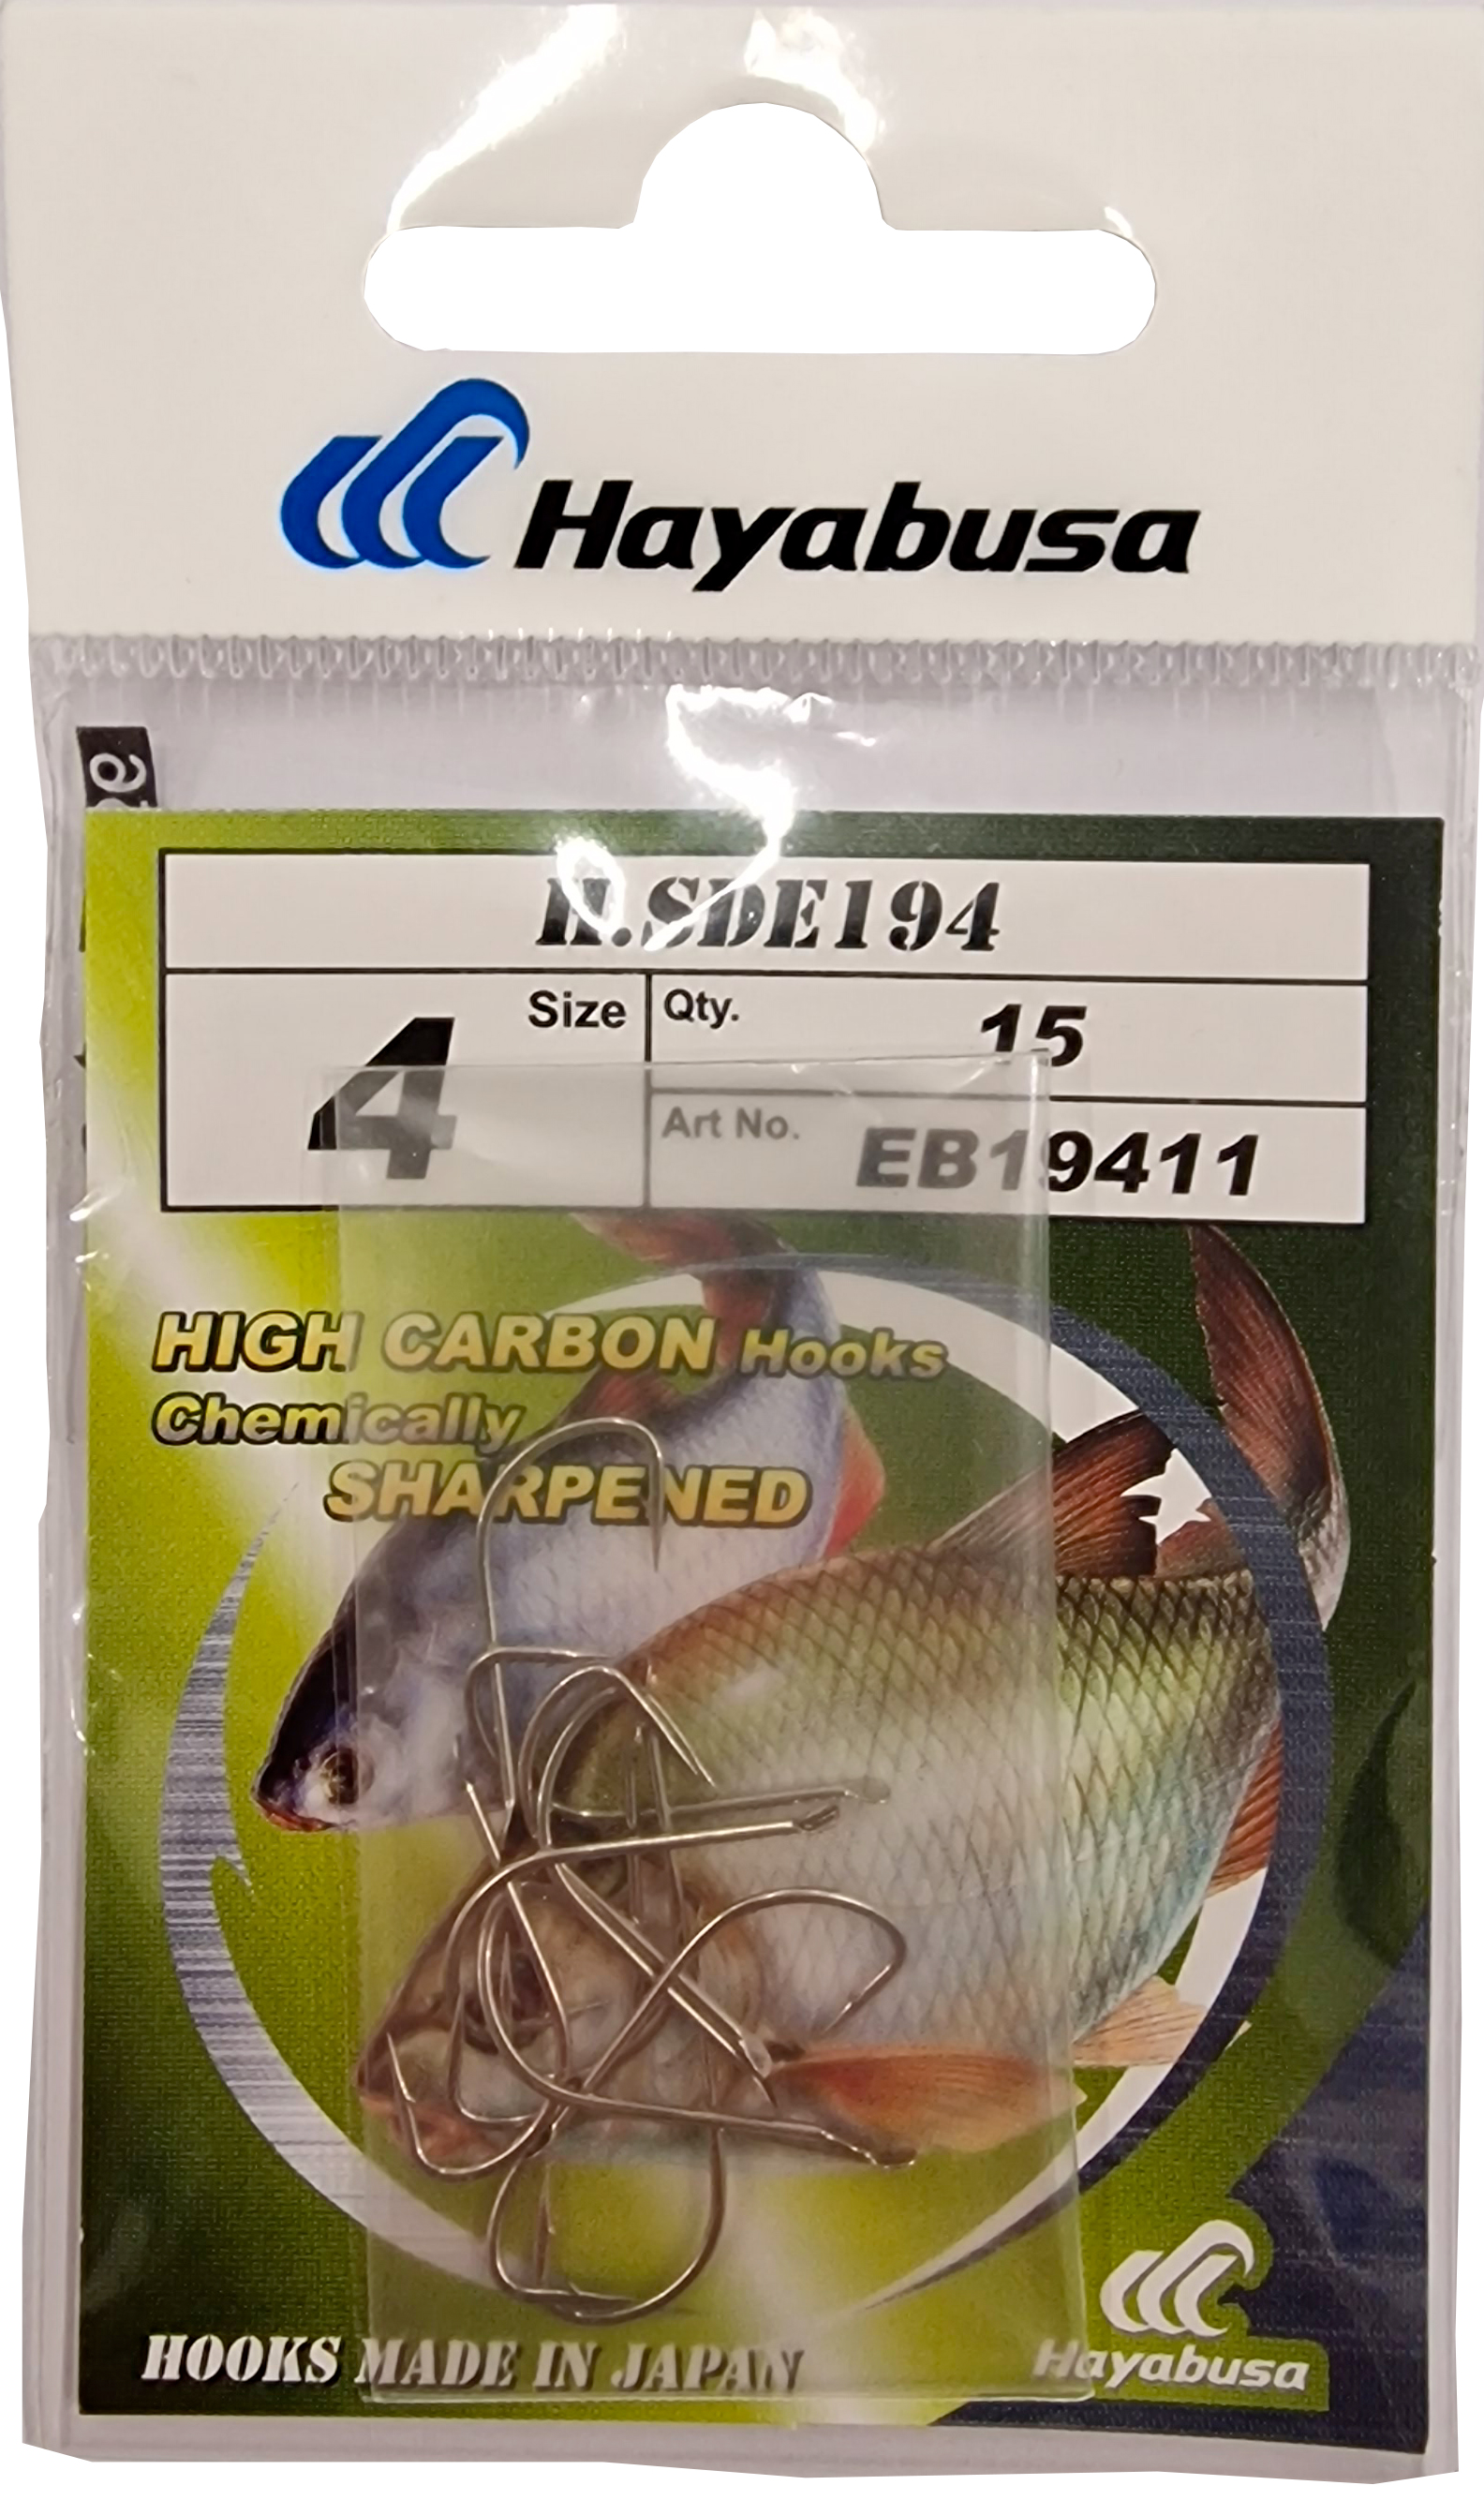 Hayabusa
H.SDE194
4 Size
Qty. 15
Art No. EB19411
HIGH CARBON Hooks
Chemically
SHARPENED
HOOKS MADE IN JAPAN
Hayabusa